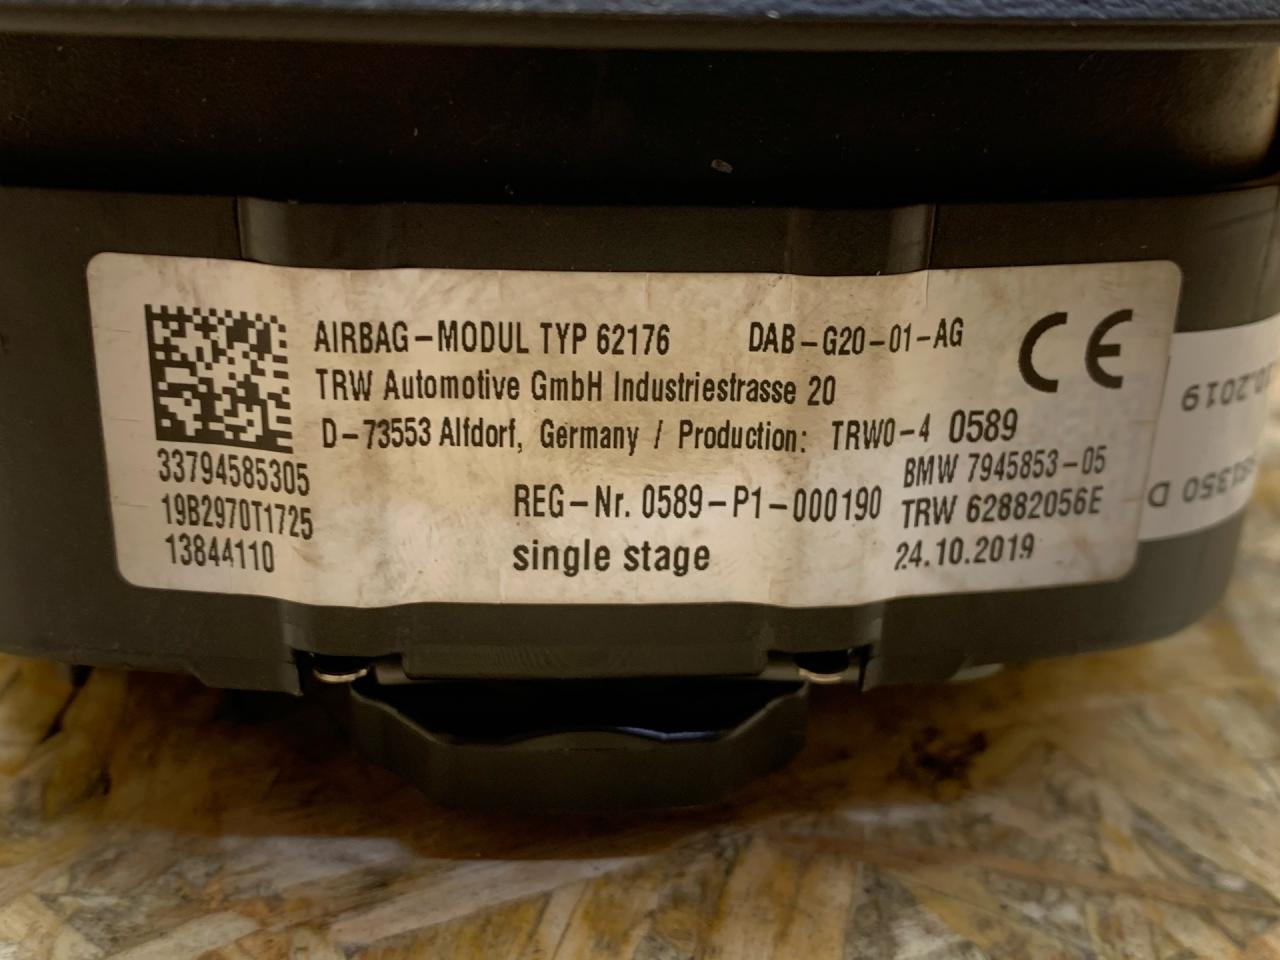 AIRBAG-MODUL TYP 62176 DAB-G20-01-AG CE
TRW Automotive GmbH Industriestrasse 20
D-73553 Alfdorf, Germany / Production: TRW0-4 0589
33794585305
19B2970T1725
13844110
REG-Nr. 0589-P1-000190
single stage
BMW 7945853-05
TRW 62882056E
24.10.2019
.2019
350 D